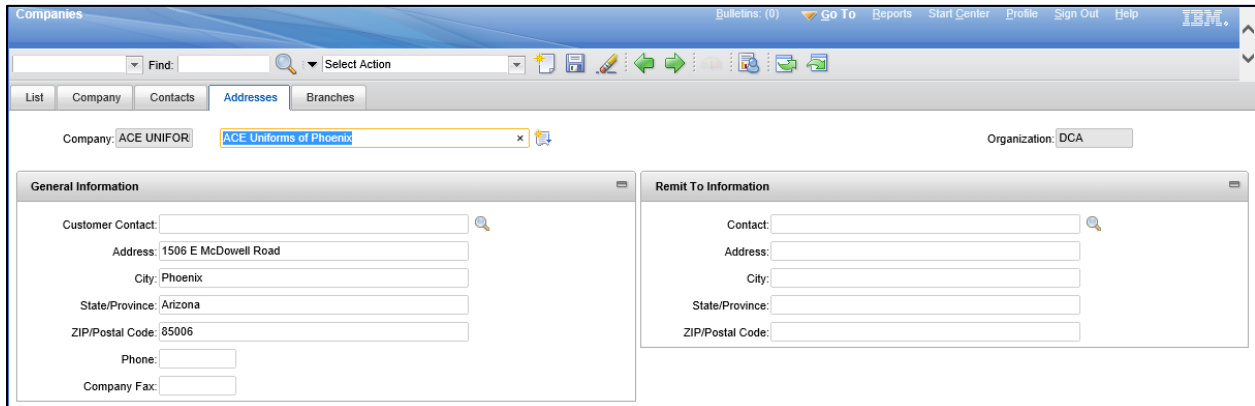 Companies Bulletins: (0) Go To Reports Start Center Profile Sign Out Help IBM.
Find: Select Action
List Company Contacts Addresses Branches
Company: ACE UNIFOR ACE Uniforms of Phoenix Organization: DCA
General Information Remit To Information
Customer Contact: Contact:
Address: 1506 E McDowell Road Address:
City: Phoenix City:
State/Province: Arizona State/Province:
ZIP/Postal Code: 85006 ZIP/Postal Code:
Phone:
Company Fax: